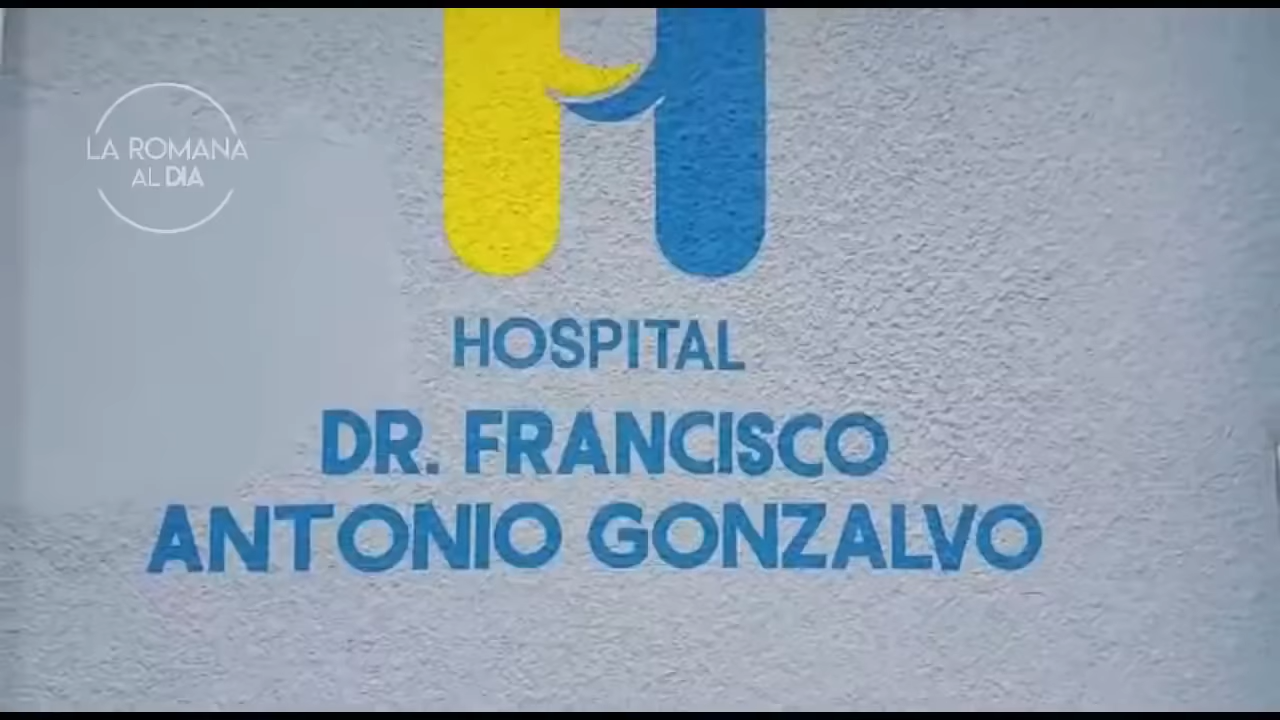 LA ROMANA
AL DIA
HOSPITAL
DR. FRANCISCO
ANTONIO GONZALVO